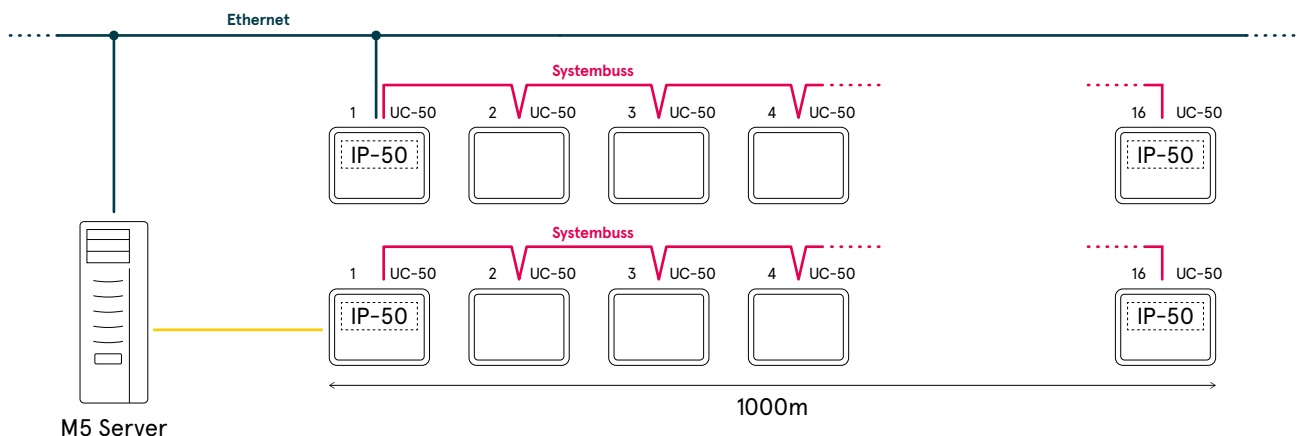 Ethernet
Systembuss
1 UC-50 2 UC-50 3 UC-50 4 UC-50 16 UC-50
IP-50 IP-50
Systembuss
1 UC-50 2 UC-50 3 UC-50 4 UC-50 16 UC-50
IP-50 IP-50
1000m
M5 Server